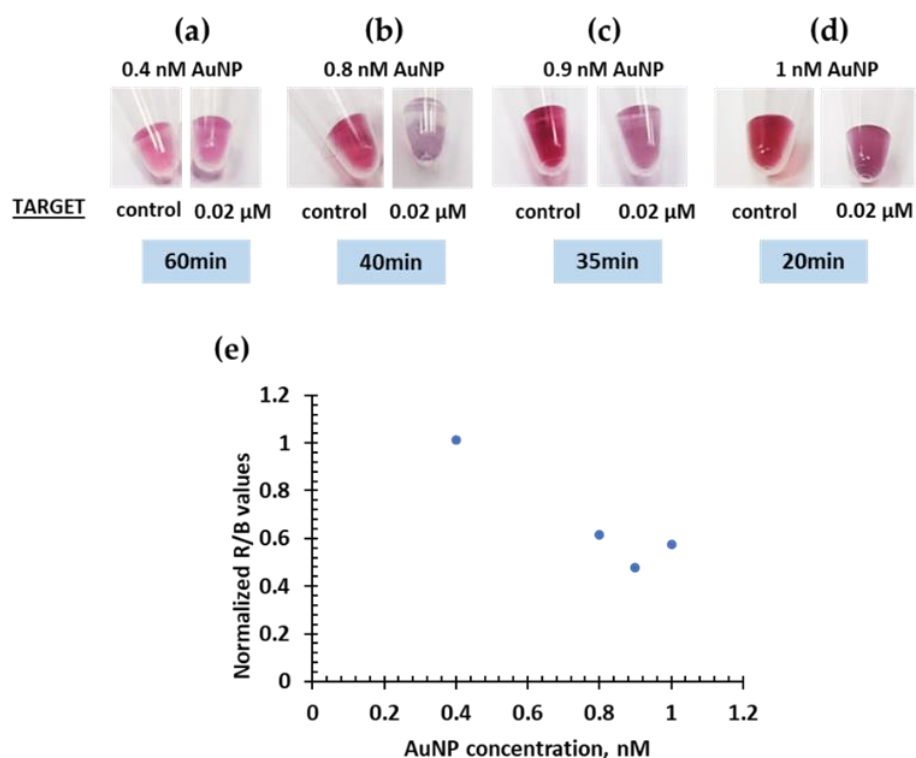 (a) (b) (c) (d)
0.4 nM AuNP 0.8 nM AuNP 0.9 nM AuNP 1 nM AuNP
TARGET control 0.02 µM control 0.02 µM control 0.02 µM control 0.02 µM
60min 40min 35min 20min
(e)
1.2
1
0.8
0.6
0.4
0.2
0
Normalized R/B values
0 0.2 0.4 0.6 0.8 1 1.2
AuNP concentration, nM